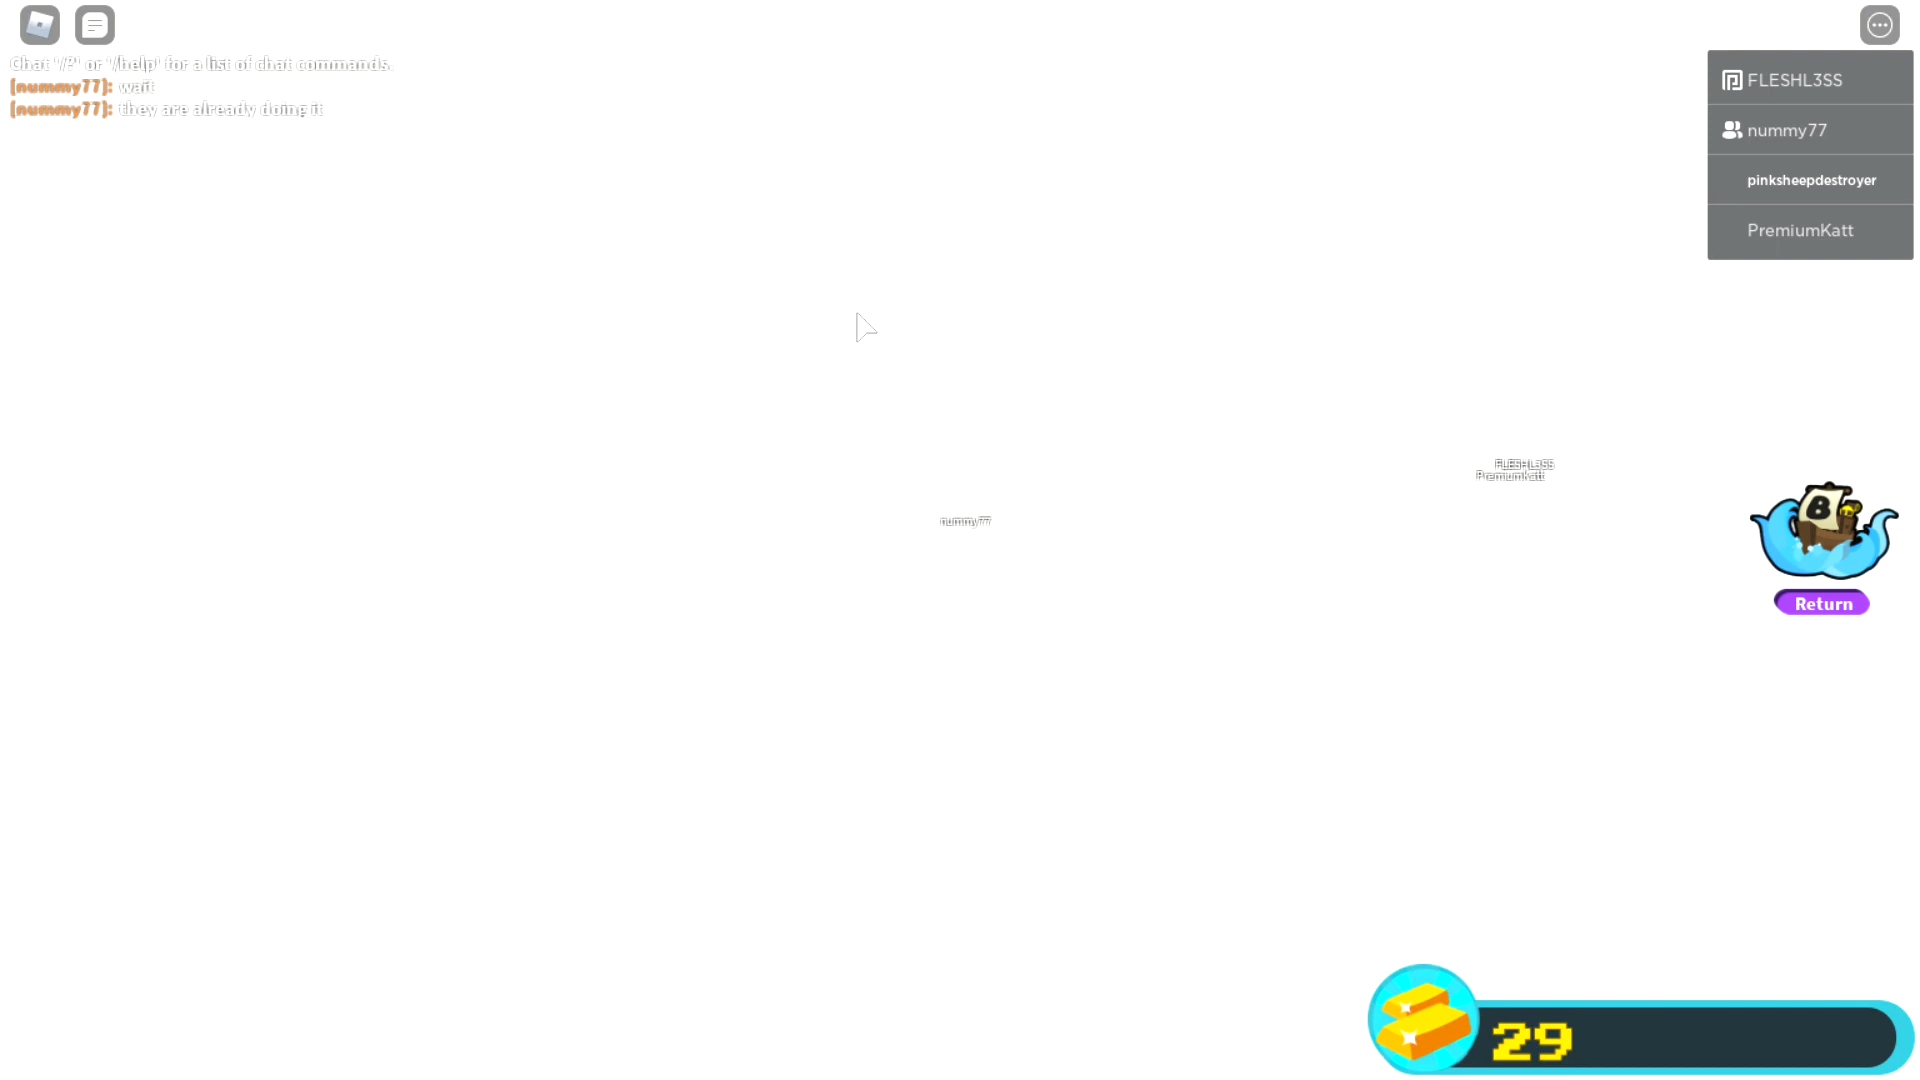 Chat '/?' or '/help' for a list of chat commands.
[nummy77]: wait
[nummy77]: they are already doing it
FLESHL3SS
nummy77
pinksheepdestroyer
PremiumKatt
FLESHL3SS
PremiumKatt
nummy77
B
Return
29